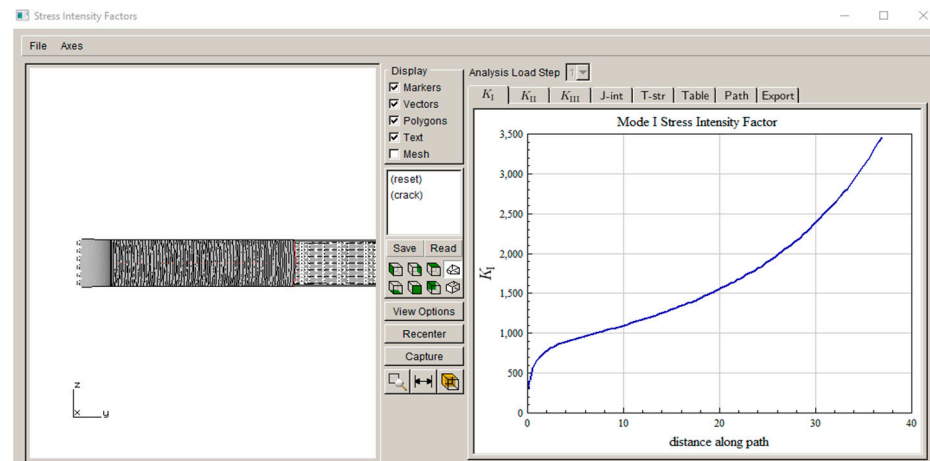 Stress Intensity Factors
File Axes
Display
Markers
Vectors
Polygons
Text
Mesh
(reset)
(crack)
Save Read
View Options
Recenter
Capture
z
x y
Analysis Load Step 1
KI KII KIII J-int T-str Table Path Export
Mode I Stress Intensity Factor
3,500
3,000
2,500
2,000
1,500
1,000
500
0
KI
0 10 20 30 40
distance along path